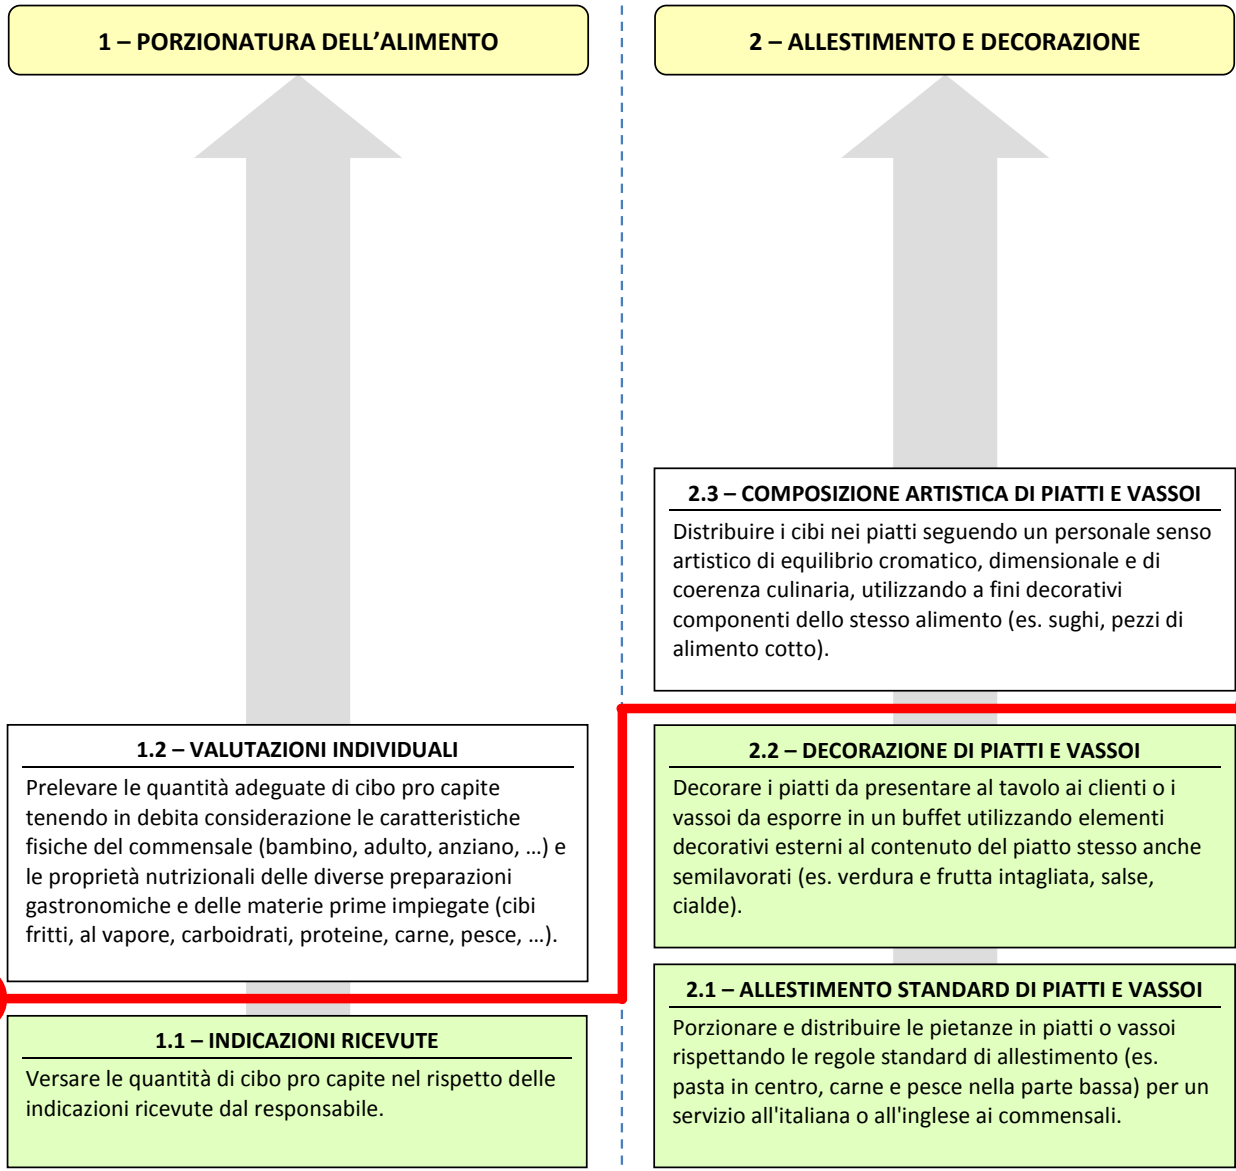 1 – PORZIONATURA DELL’ALIMENTO
1.2 – VALUTAZIONI INDIVIDUALI
Prelevare le quantità adeguate di cibo pro capite
tenendo in debita considerazione le caratteristiche
fisiche del commensale (bambino, adulto, anziano, …) e
le proprietà nutrizionali delle diverse preparazioni
gastronomiche e delle materie prime impiegate (cibi
fritti, al vapore, carboidrati, proteine, carne, pesce, …).
1.1 – INDICAZIONI RICEVUTE
Versare le quantità di cibo pro capite nel rispetto delle
indicazioni ricevute dal responsabile.
2 – ALLESTIMENTO E DECORAZIONE
2.3 – COMPOSIZIONE ARTISTICA DI PIATTI E VASSOI
Distribuire i cibi nei piatti seguendo un personale senso
artistico di equilibrio cromatico, dimensionale e di
coerenza culinaria, utilizzando a fini decorativi
componenti dello stesso alimento (es. sughi, pezzi di
alimento cotto).
2.2 – DECORAZIONE DI PIATTI E VASSOI
Decorare i piatti da presentare al tavolo ai clienti o i
vassoi da esporre in un buffet utilizzando elementi
decorativi esterni al contenuto del piatto stesso anche
semilavorati (es. verdura e frutta intagliata, salse,
cialde).
2.1 – ALLESTIMENTO STANDARD DI PIATTI E VASSOI
Porzionare e distribuire le pietanze in piatti o vassoi
rispettando le regole standard di allestimento (es.
pasta in centro, carne e pesce nella parte bassa) per un
servizio all'italiana o all'inglese ai commensali.